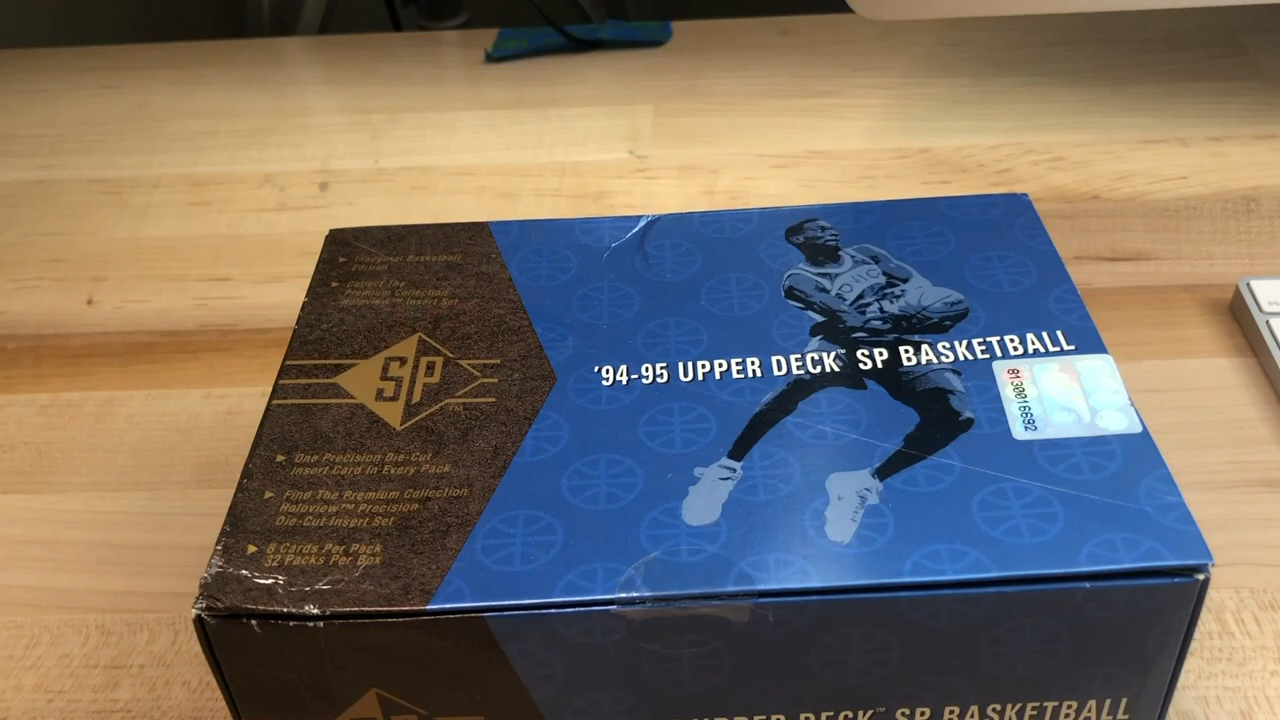 ▶ Inaugural Basketball
Edition
▶ Collect The
Premium Collection
Holoview™ Insert Set
SP™
▶ One Precision Die-Cut
Insert Card In Every Pack
▶ Find The Premium Collection
Holoview™ Precision
Die-Cut Insert Set
▶ 8 Cards Per Pack
32 Packs Per Box
'94-95 UPPER DECK™ SP BASKETBALL
8130016692
UPPER DECK™ SP BASKETBALL